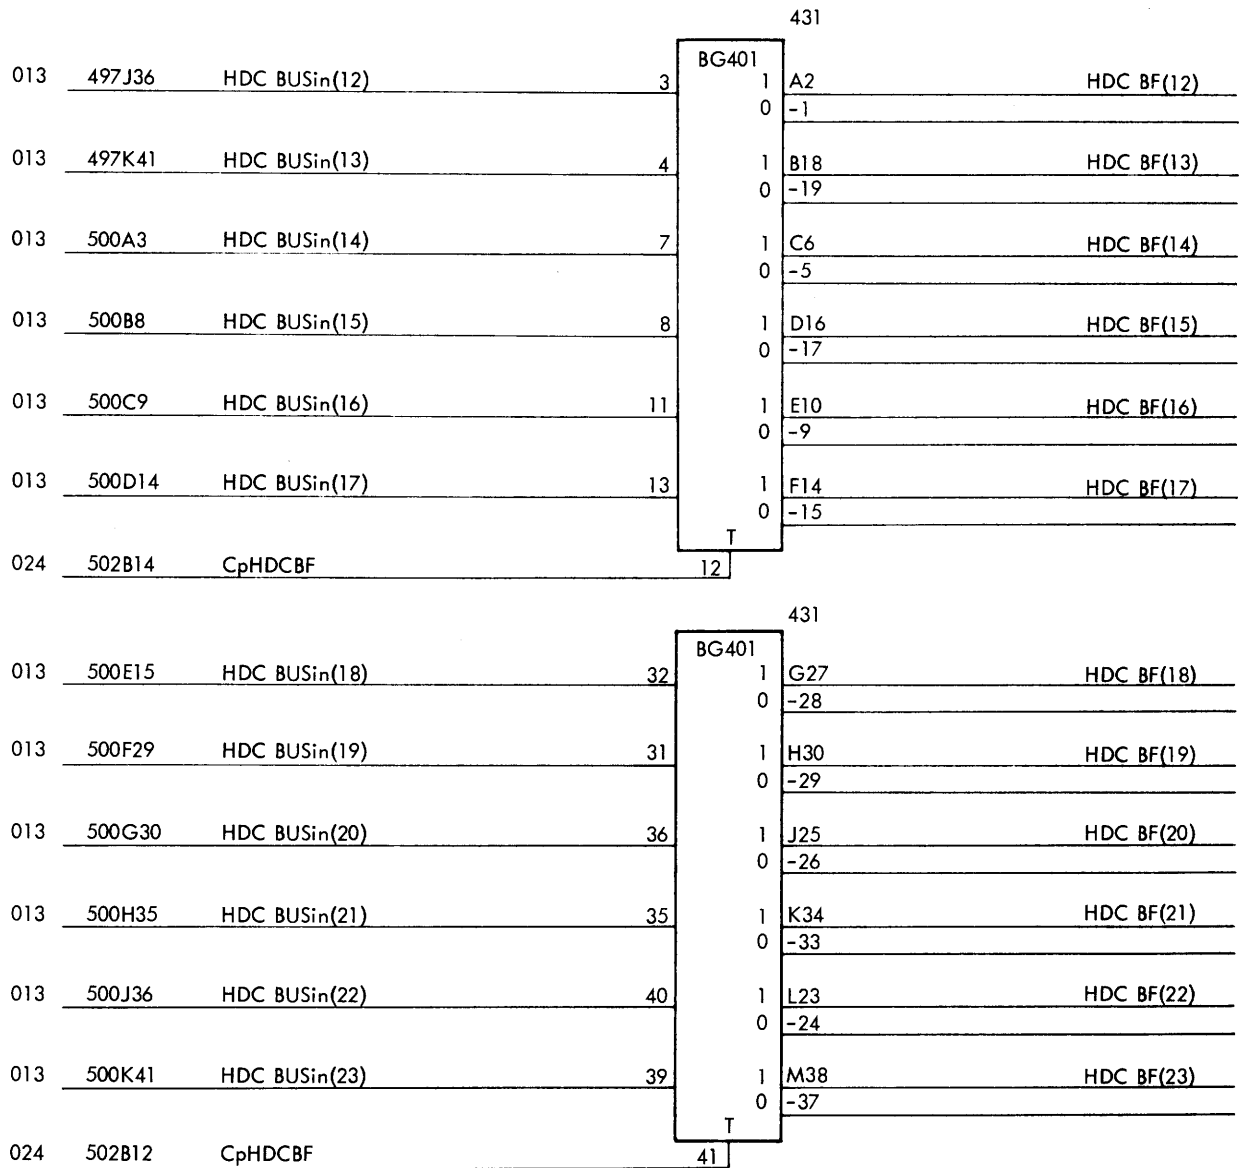 431
BG401
013 497J36 HDC BUSin(12) 3 1 A2 HDC BF(12)
0 -1
013 497K41 HDC BUSin(13) 4 1 B18 HDC BF(13)
0 -19
013 500A3 HDC BUSin(14) 7 1 C6 HDC BF(14)
0 -5
013 500B8 HDC BUSin(15) 8 1 D16 HDC BF(15)
0 -17
013 500C9 HDC BUSin(16) 11 1 E10 HDC BF(16)
0 -9
013 500D14 HDC BUSin(17) 13 1 F14 HDC BF(17)
0 -15
T
024 502B14 CpHDCBF 12
431
BG401
013 500E15 HDC BUSin(18) 32 1 G27 HDC BF(18)
0 -28
013 500F29 HDC BUSin(19) 31 1 H30 HDC BF(19)
0 -29
013 500G30 HDC BUSin(20) 36 1 J25 HDC BF(20)
0 -26
013 500H35 HDC BUSin(21) 35 1 K34 HDC BF(21)
0 -33
013 500J36 HDC BUSin(22) 40 1 L23 HDC BF(22)
0 -24
013 500K41 HDC BUSin(23) 39 1 M38 HDC BF(23)
0 -37
T
024 502B12 CpHDCBF 41